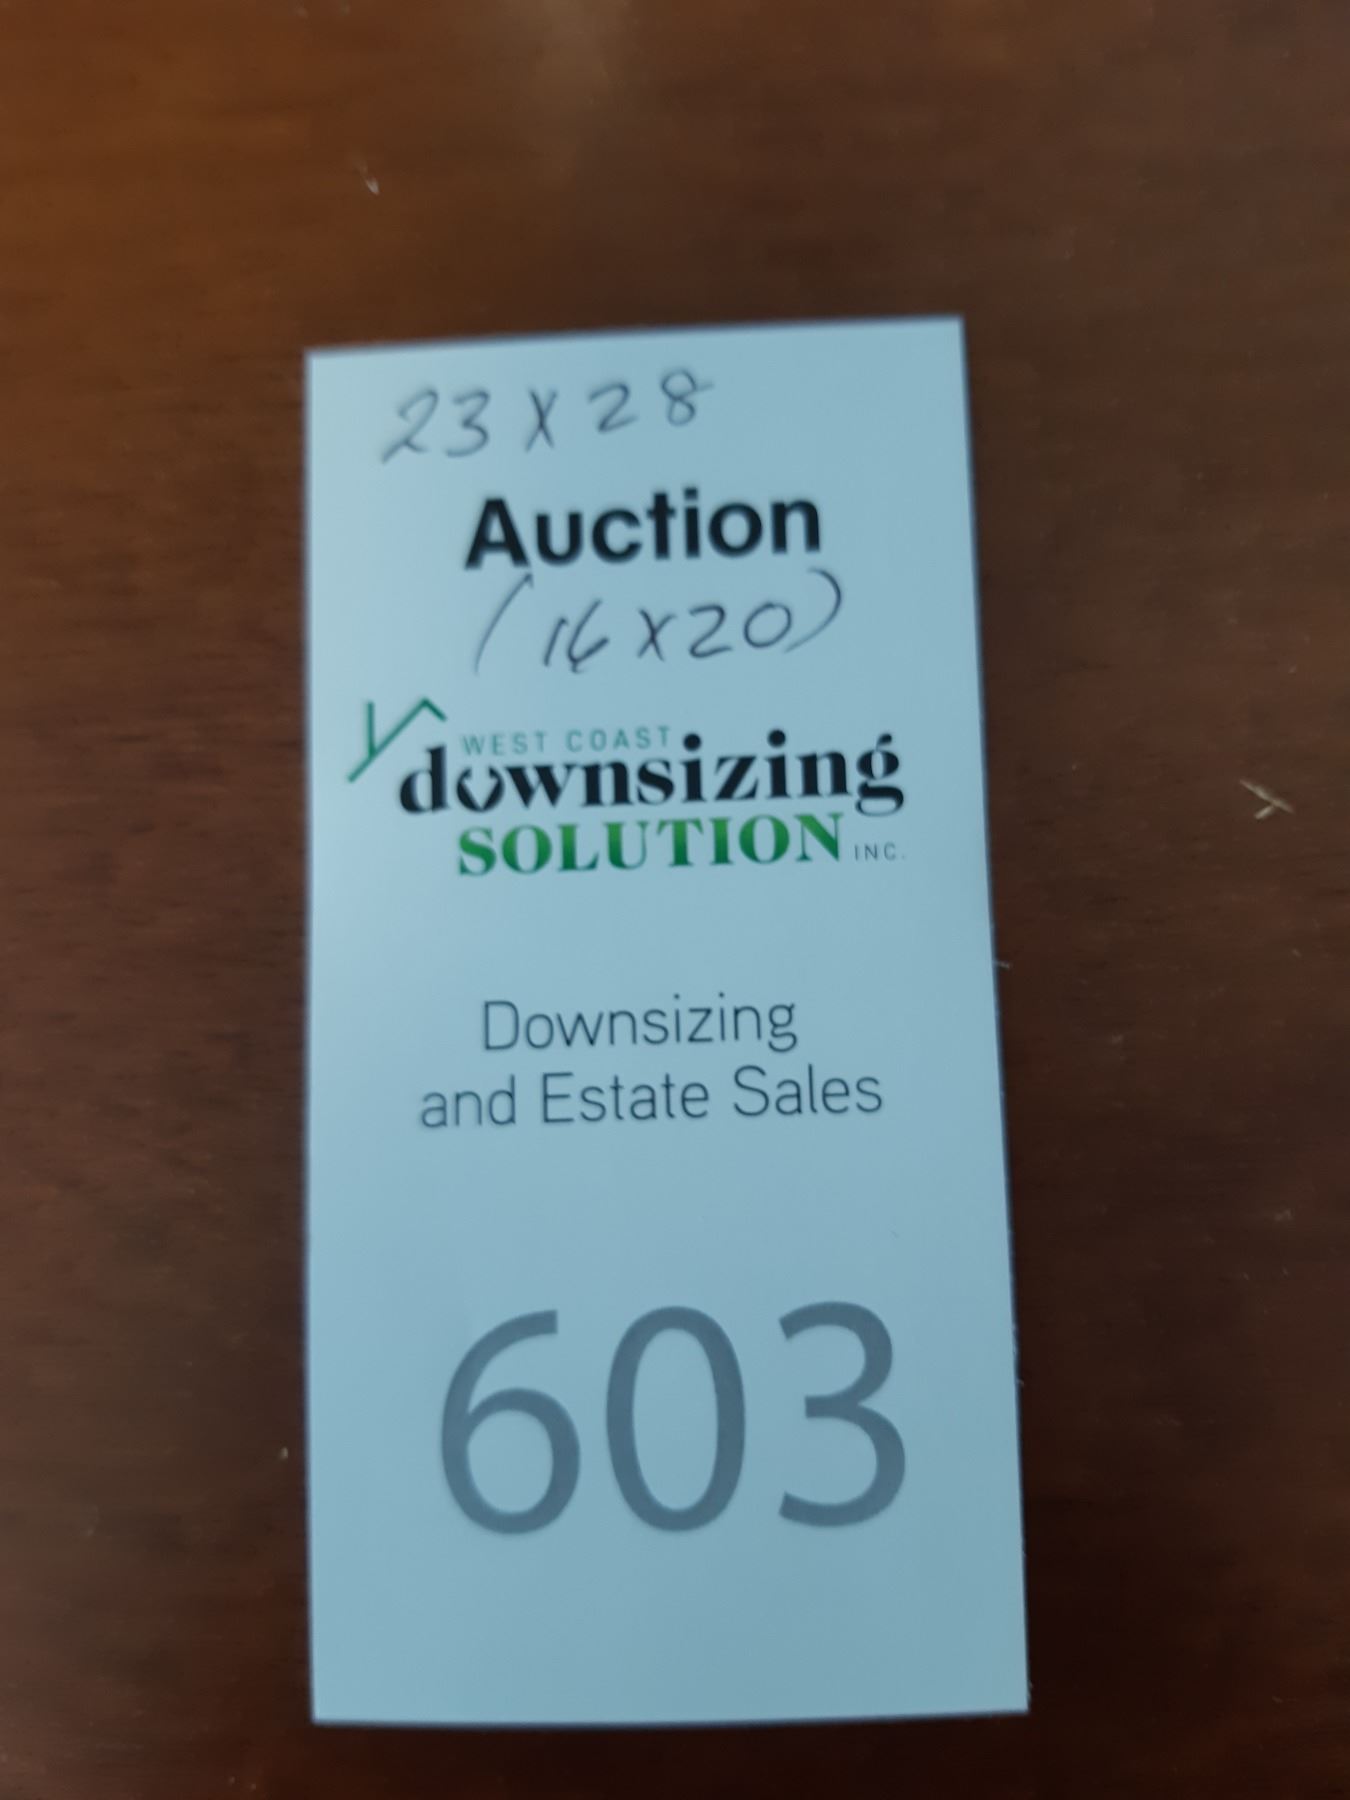 23 X 28
Auction
(16 X 20)
WEST COAST
downsizing
SOLUTION INC.
Downsizing
and Estate Sales
603